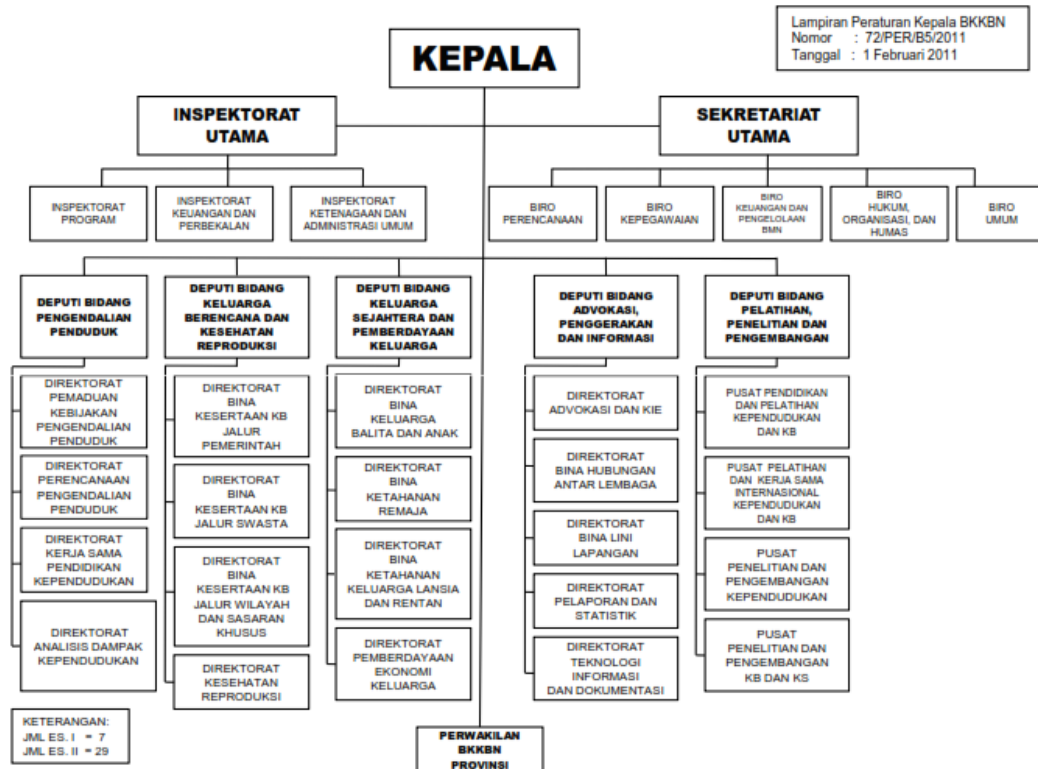 Lampiran Peraturan Kepala BKKBN
Nomor : 72/PER/B5/2011
Tanggal : 1 Februari 2011
KEPALA
INSPEKTORAT
UTAMA
SEKRETARIAT
UTAMA
INSPEKTORAT
PROGRAM
INSPEKTORAT
KEUANGAN DAN
PERBEKALAN
INSPEKTORAT
KETENAGAAN DAN
ADMINISTRASI UMUM
BIRO
PERENCANAAN
BIRO
KEPEGAWAIAN
BIRO
KEUANGAN DAN
PENGELOLAAN
BMN
BIRO
HUKUM,
ORGANISASI, DAN
HUMAS
BIRO
UMUM
DEPUTI BIDANG
PENGENDALIAN
PENDUDUK
DEPUTI BIDANG
KELUARGA
BERENCANA DAN
KESEHATAN
REPRODUKSI
DEPUTI BIDANG
KELUARGA
SEJAHTERA DAN
PEMBERDAYAAN
KELUARGA
DEPUTI BIDANG
ADVOKASI,
PENGGERAKAN
DAN INFORMASI
DEPUTI BIDANG
PELATIHAN,
PENELITIAN DAN
PENGEMBANGAN
DIREKTORAT
PEMADUAN
KEBIJAKAN
PENGENDALIAN
PENDUDUK
DIREKTORAT
PERENCANAAN
PENGENDALIAN
PENDUDUK
DIREKTORAT
KERJA SAMA
PENDIDIKAN
KEPENDUDUKAN
DIREKTORAT
ANALISIS DAMPAK
KEPENDUDUKAN
DIREKTORAT
BINA
KESERTAAN KB
JALUR
PEMERINTAH
DIREKTORAT
BINA
KESERTAAN KB
JALUR SWASTA
DIREKTORAT
BINA
KESERTAAN KB
JALUR WILAYAH
DAN SASARAN
KHUSUS
DIREKTORAT
KESEHATAN
REPRODUKSI
DIREKTORAT
BINA
KELUARGA
BALITA DAN ANAK
DIREKTORAT
BINA
KETAHANAN
REMAJA
DIREKTORAT
BINA
KETAHANAN
KELUARGA LANSIA
DAN RENTAN
DIREKTORAT
PEMBERDAYAAN
EKONOMI
KELUARGA
DIREKTORAT
ADVOKASI DAN KIE
DIREKTORAT
BINA HUBUNGAN
ANTAR LEMBAGA
DIREKTORAT
BINA LINI
LAPANGAN
DIREKTORAT
PELAPORAN DAN
STATISTIK
DIREKTORAT
TEKNOLOGI
INFORMASI
DAN DOKUMENTASI
PUSAT PENDIDIKAN
DAN PELATIHAN
KEPENDUDUKAN
DAN KB
PUSAT PELATIHAN
DAN KERJA SAMA
INTERNASIONAL
KEPENDUDUKAN
DAN KB
PUSAT
PENELITIAN DAN
PENGEMBANGAN
KEPENDUDUKAN
PUSAT
PENELITIAN DAN
PENGEMBANGAN
KB DAN KS
KETERANGAN:
JML ES. I = 7
JML ES. II = 29
PERWAKILAN
BKKBN
PROVINSI